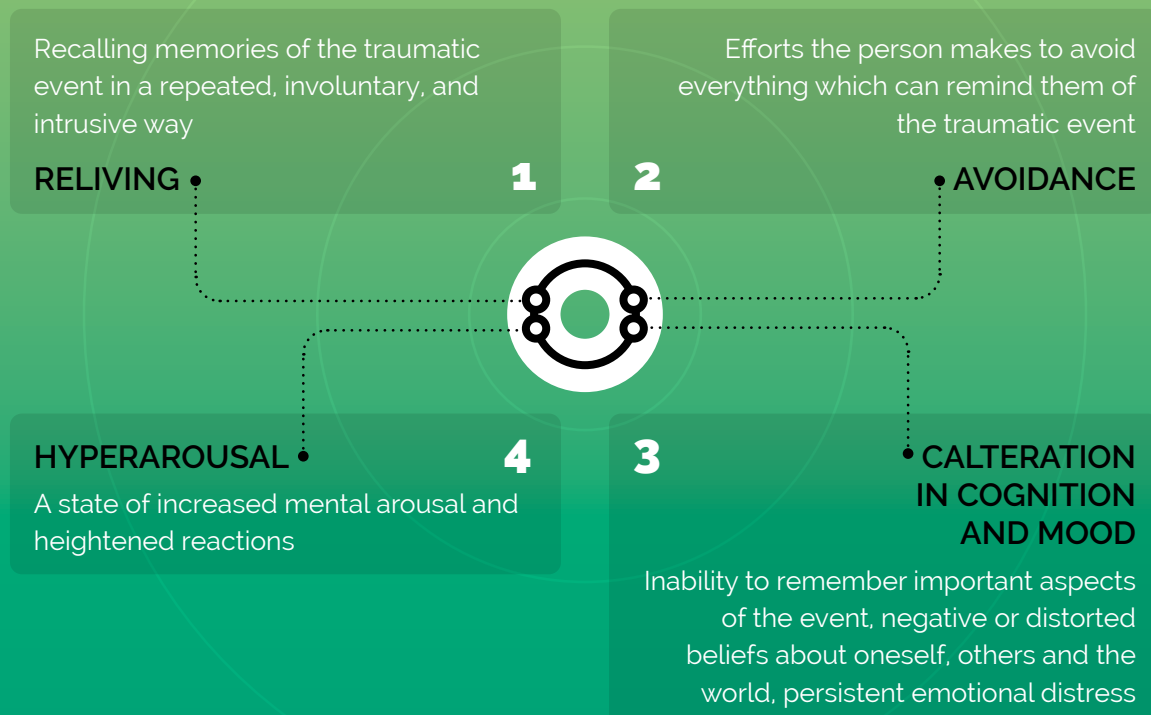 Recalling memories of the traumatic
event in a repeated, involuntary, and
intrusive way
RELIVING
1
Efforts the person makes to avoid
everything which can remind them of
the traumatic event
2
AVOIDANCE
HYPERAROUSAL
4
A state of increased mental arousal and
heightened reactions
3
CALTERATION
IN COGNITION
AND MOOD
Inability to remember important aspects
of the event, negative or distorted
beliefs about oneself, others and the
world, persistent emotional distress